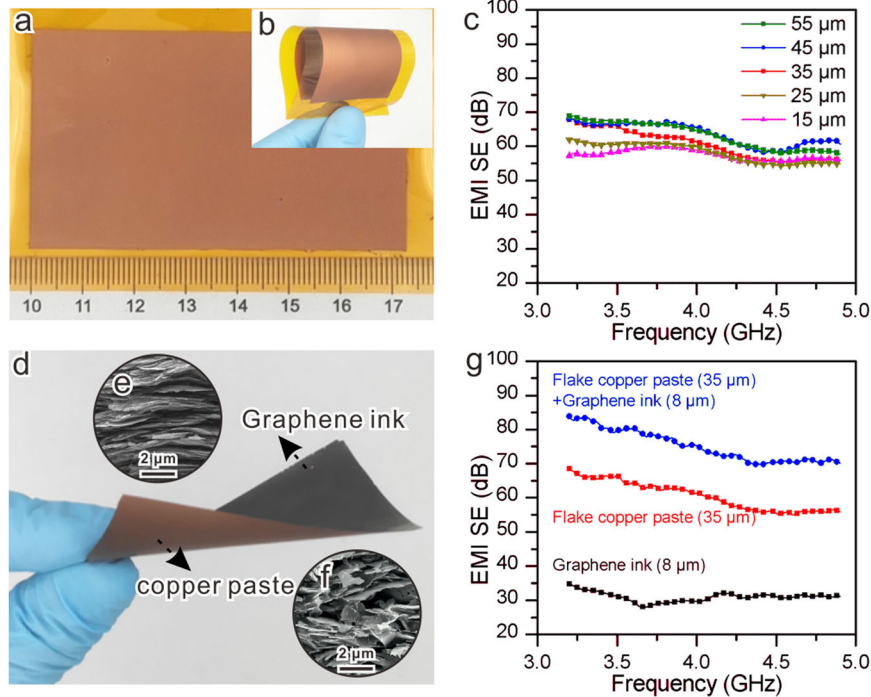 a
b
10 11 12 13 14 15 16 17
c
EMI SE (dB)
100
90
80
70
60
50
40
30
20
55 µm
45 µm
35 µm
25 µm
15 µm
3.0 3.5 4.0 4.5 5.0
Frequency (GHz)
d
e
2 µm
Graphene ink
copper paste
f
2 µm
g
EMI SE (dB)
100
90
80
70
60
50
40
30
20
Flake copper paste (35 µm)
+Graphene ink (8 µm)
Flake copper paste (35 µm)
Graphene ink (8 µm)
3.0 3.5 4.0 4.5 5.0
Frequency (GHz)